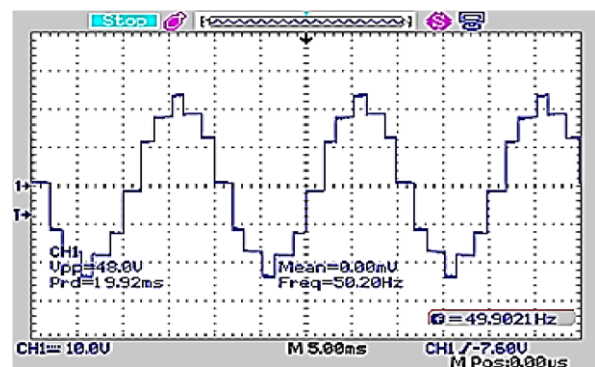 Stop
1
T
CH1
Vpp=48.0V
Prd=19.92ms
Mean=0.00mV
Freq=50.20Hz
=49.9021Hz
CH1 10.0V M 5.00ms CH1 -7.60V
M Pos:0.00µs